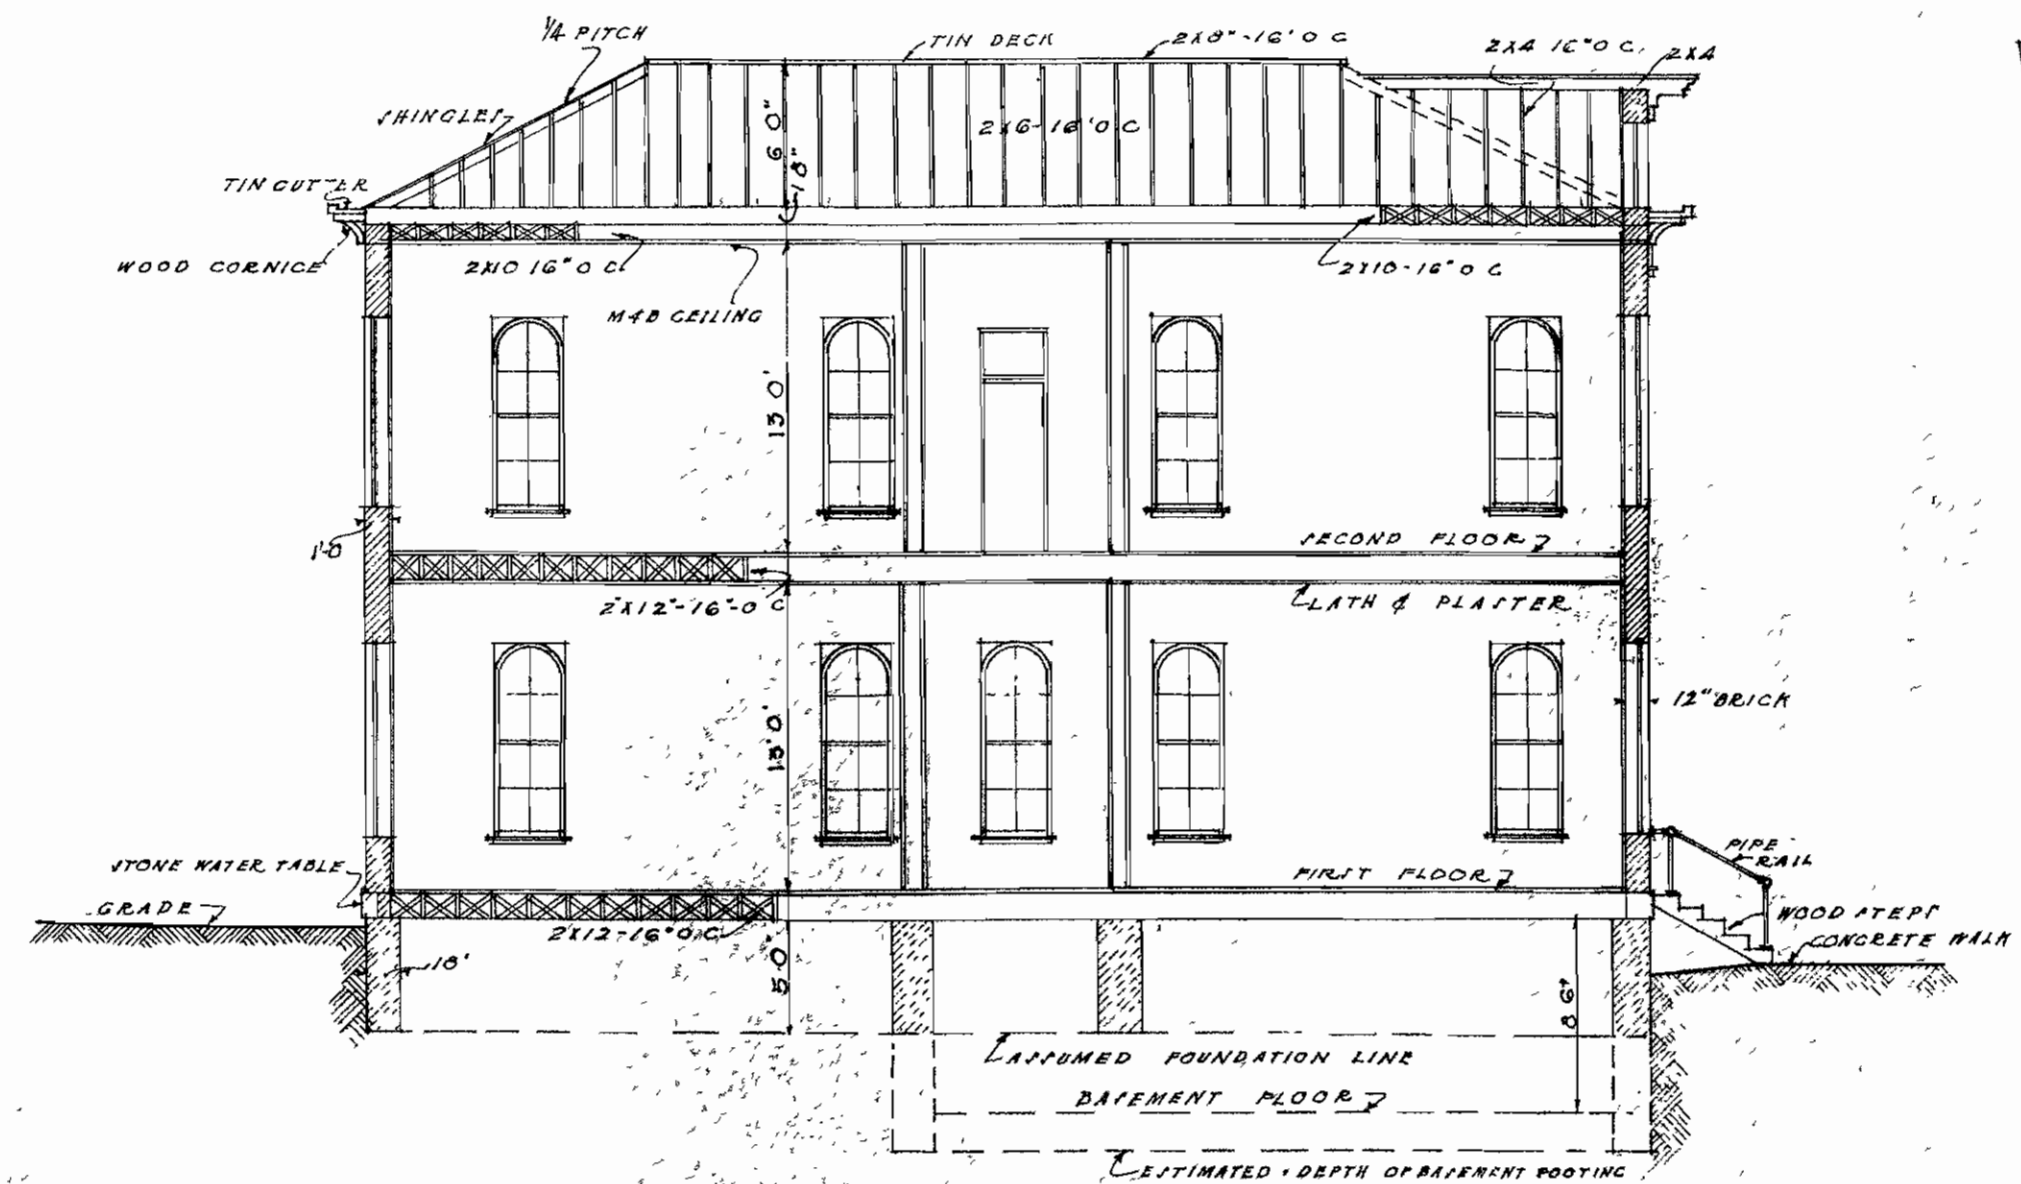 1/4 PITCH
TIN DECK
2X8"-16' O C
2X4 16" O C.
2X4
SHINGLES
6 0"
2X6-16' O C
18"
TIN GUTTER
WOOD CORNICE
2X10 16" O C
2X10-16" O C
M&B CEILING
13 0'
1'-0
SECOND FLOOR
2"X12"-16"-O C
LATH & PLASTER
12" BRICK
13' 0'
PIPE
RAIL
STONE WATER TABLE
FIRST FLOOR
GRADE
2X12-16" O C
WOOD STEPS
CONCRETE WALK
18"
5 0"
8 6"
ASSUMED FOUNDATION LINE
BASEMENT FLOOR
ESTIMATED DEPTH OF BASEMENT FOOTING